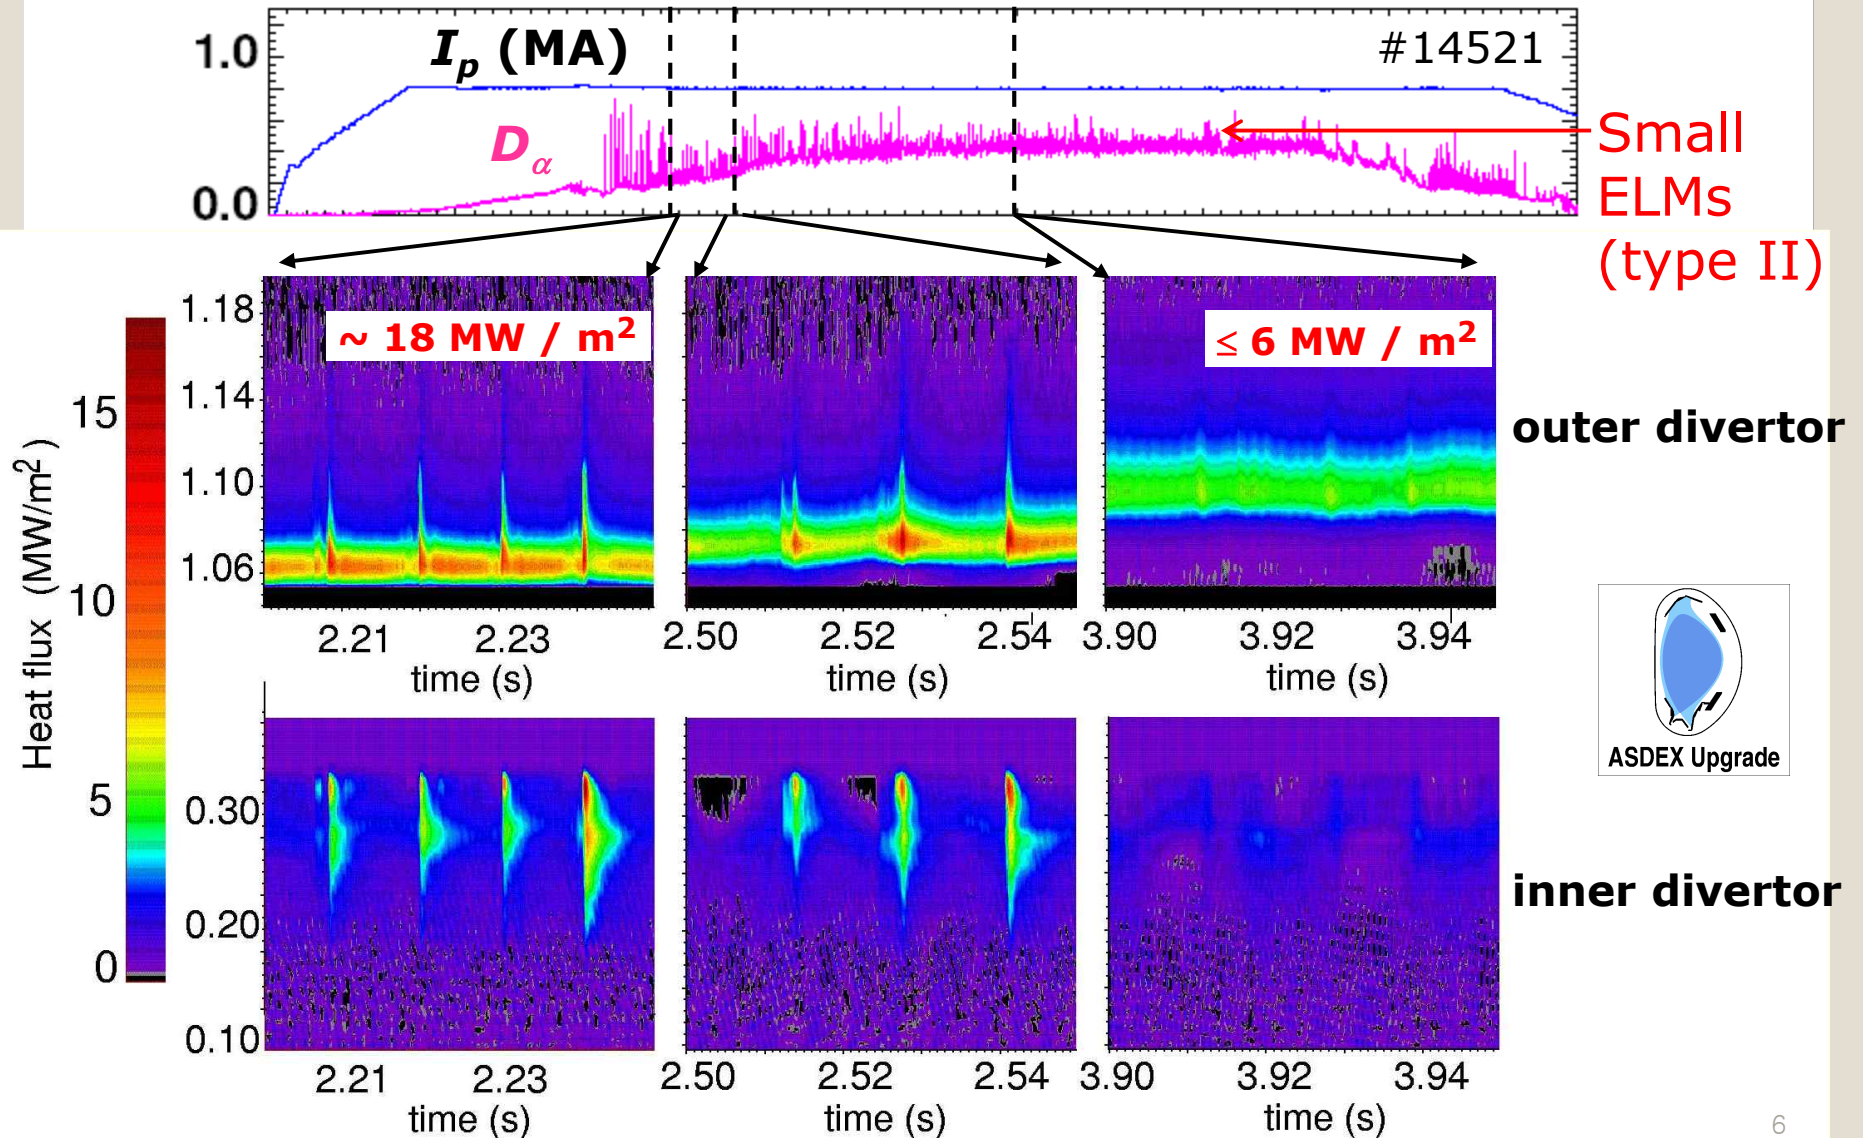 1.0
I_p (MA)
#14521
D_α
0.0
Small
ELMs
(type II)
~ 18 MW / m²
≤ 6 MW / m²
1.18
1.14
1.10
1.06
outer divertor
2.21 2.23
time (s)
2.50 2.52 2.54
time (s)
3.90 3.92 3.94
time (s)
Heat flux (MW/m²)
15
10
5
0
ASDEX Upgrade
0.30
0.20
0.10
inner divertor
2.21 2.23
time (s)
2.50 2.52 2.54
time (s)
3.90 3.92 3.94
time (s)
6